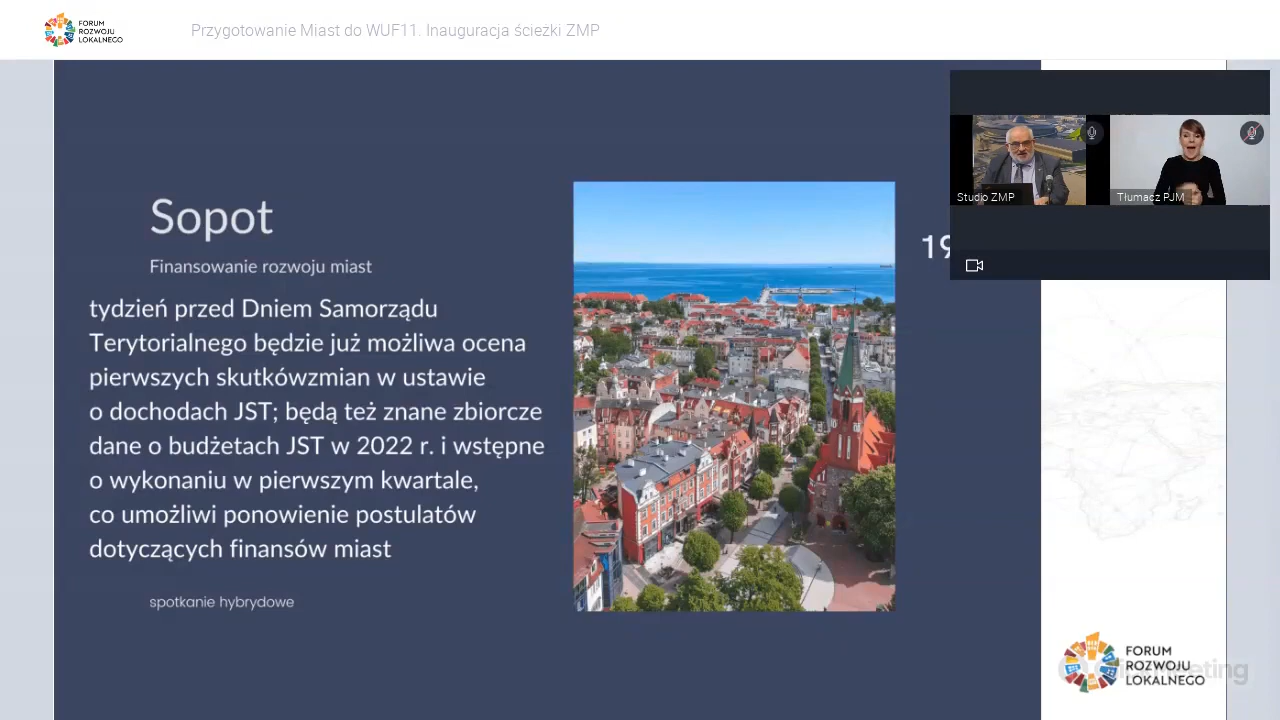 FORUM
ROZWOJU
LOKALNEGO
Przygotowanie Miast do WUF11. Inauguracja ścieżki ZMP
Sopot
Finansowanie rozwoju miast
tydzień przed Dniem Samorządu
Terytorialnego będzie już możliwa ocena
pierwszych skutkówzmian w ustawie
o dochodach JST; będą też znane zbiorcze
dane o budżetach JST w 2022 r. i wstępne
o wykonaniu w pierwszym kwartale,
co umożliwi ponowienie postulatów
dotyczących finansów miast
spotkanie hybrydowe
19
Studio ZMP
Tłumacz PJM
FORUM
ROZWOJU
LOKALNEGO